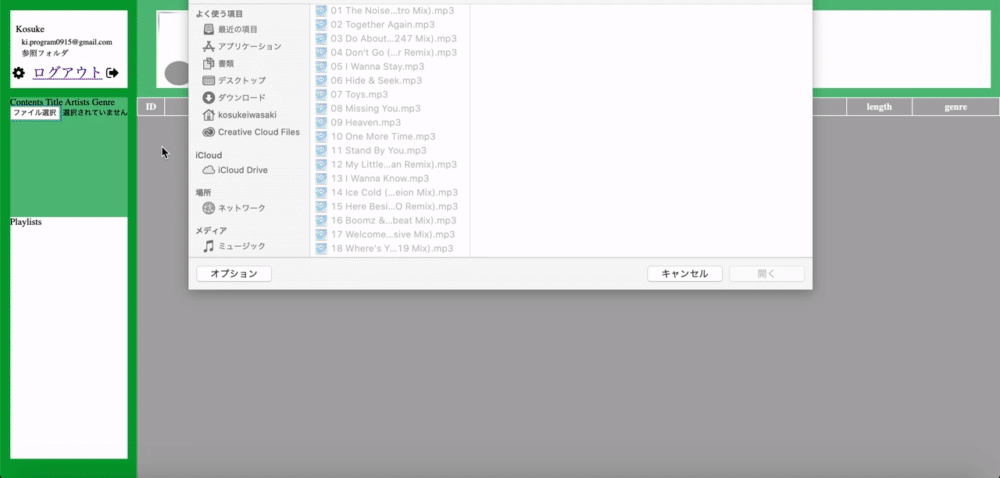 Kosuke
ki.program0915@gmail.com
参照フォルダ
ログアウト
Contents Title Artists Genre
ファイル選択 選択されていません
Playlists
よく使う項目
最近の項目
アプリケーション
書類
デスクトップ
ダウンロード
kosukeiwasaki
Creative Cloud Files
iCloud
iCloud Drive
場所
ネットワーク
メディア
ミュージック
01 The Noise...tro Mix).mp3
02 Together Again.mp3
03 Do About...247 Mix).mp3
04 Don't Go (...r Remix).mp3
05 I Wanna Stay.mp3
06 Hide & Seek.mp3
07 Toys.mp3
08 Missing You.mp3
09 Heaven.mp3
10 One More Time.mp3
11 Stand By You.mp3
12 My Little...an Remix).mp3
13 I Wanna Know.mp3
14 Ice Cold (...eion Mix).mp3
15 Here Besi...O Remix).mp3
16 Boomz &...beat Mix).mp3
17 Welcome...sive Mix).mp3
18 Where's Y...19 Mix).mp3
オプション
キャンセル
開く
ID
length
genre